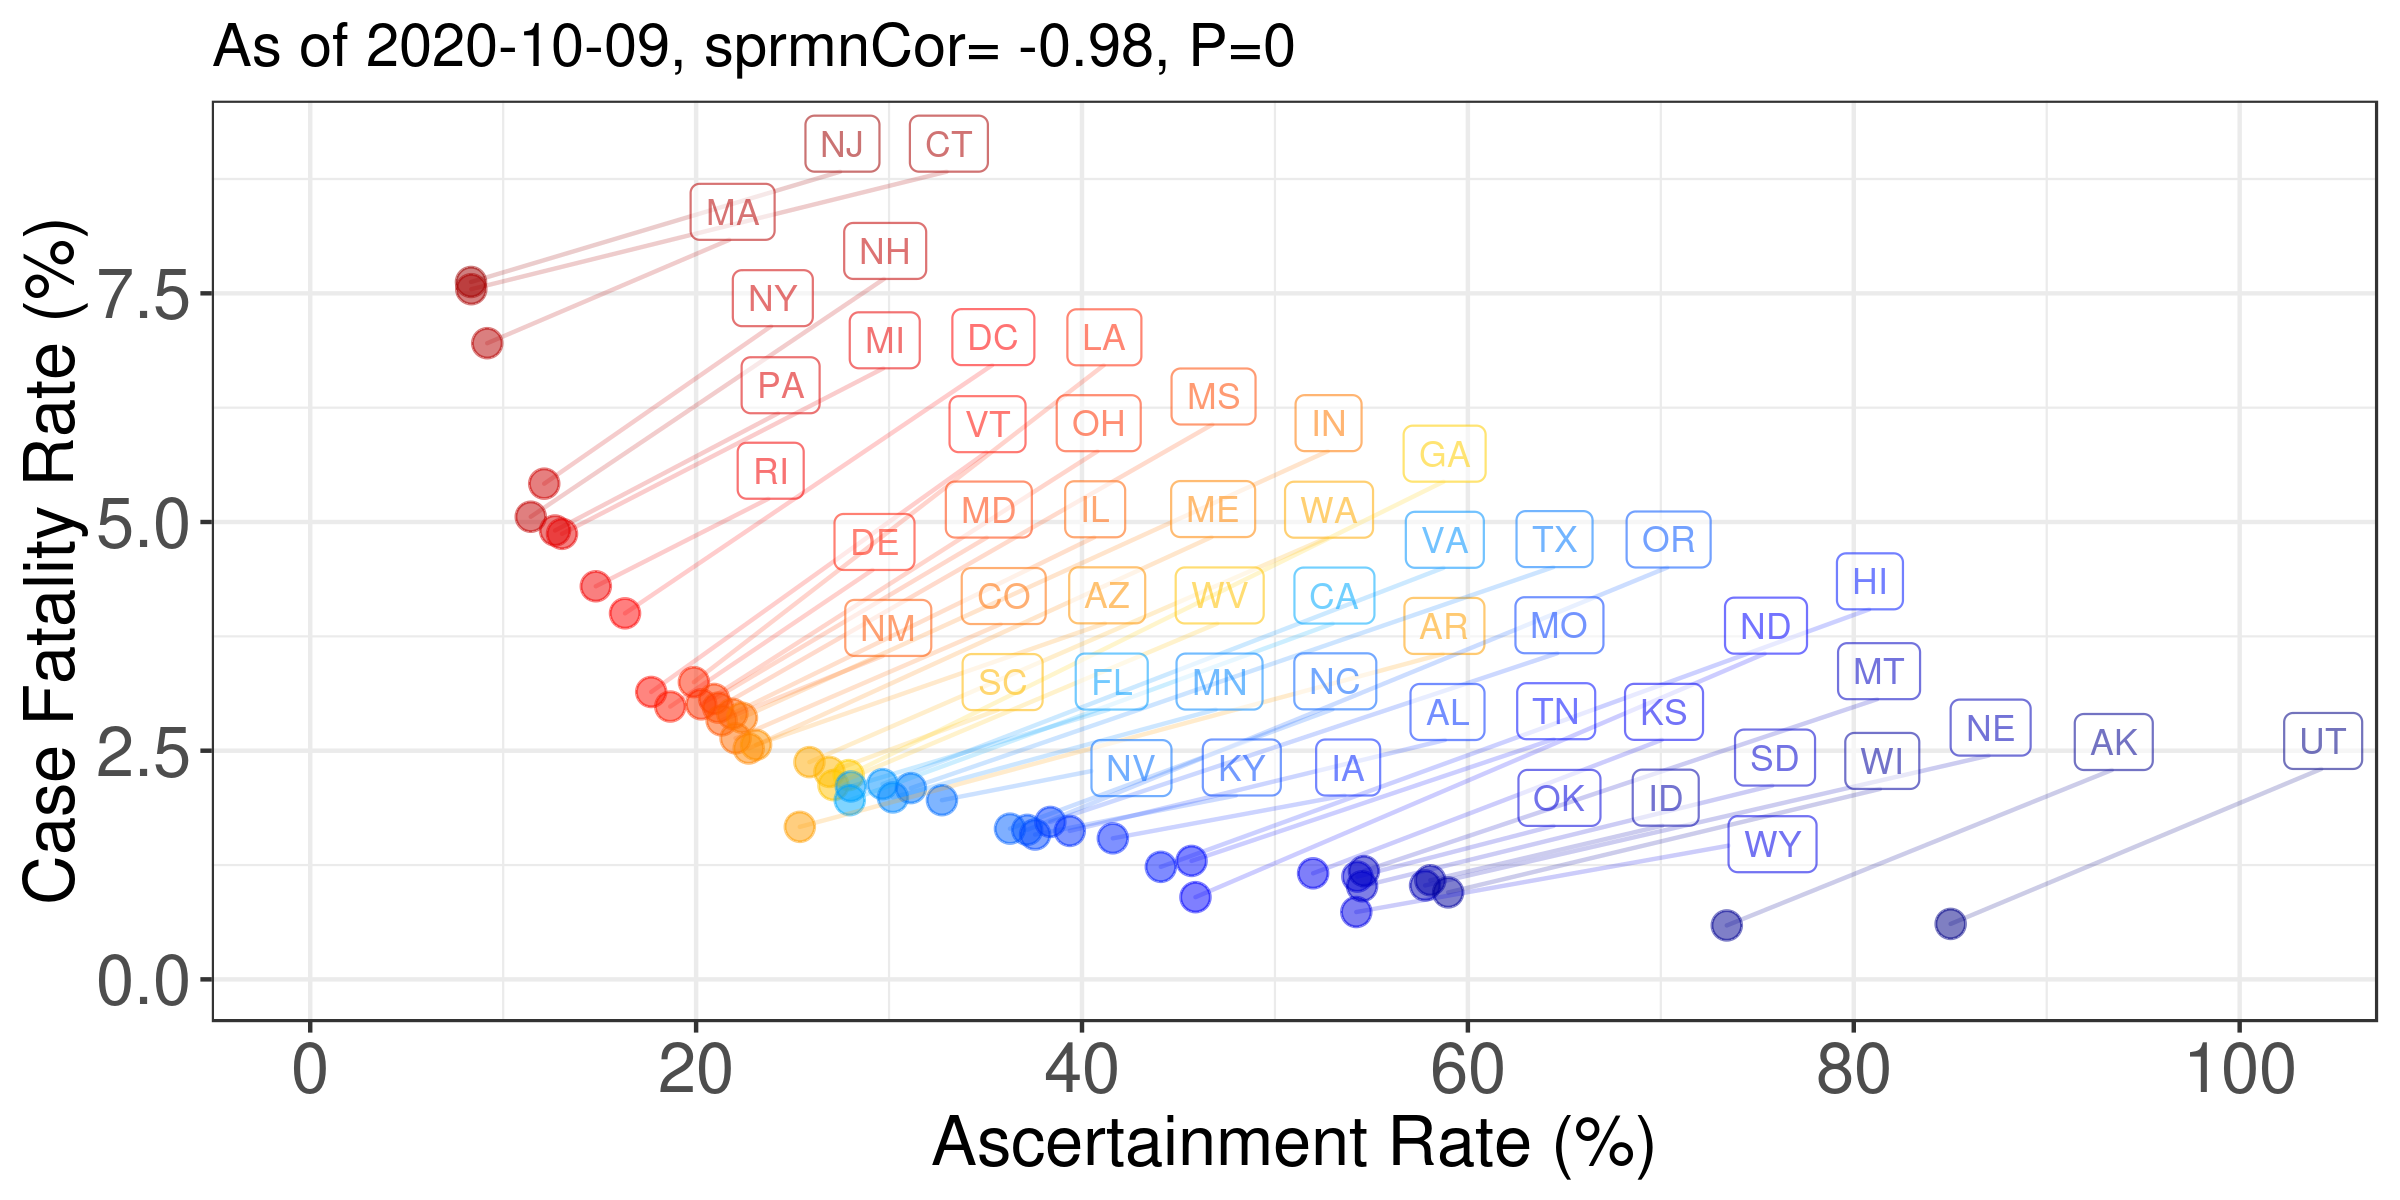 As of 2020-10-09, sprmnCor= -0.98, P=0
Case Fatality Rate (%)
7.5
5.0
2.5
0.0
NJ CT
MA
NH
NY
MI DC LA
PA
MS
VT OH IN
GA
RI
MD IL ME WA
DE
VA TX OR
HI
CO AZ WV CA
NM AR MO ND
MT
SC FL MN NC
AL TN KS
NE
AK UT
SD WI
NV KY IA
OK ID
WY
0 20 40 60 80 100
Ascertainment Rate (%)